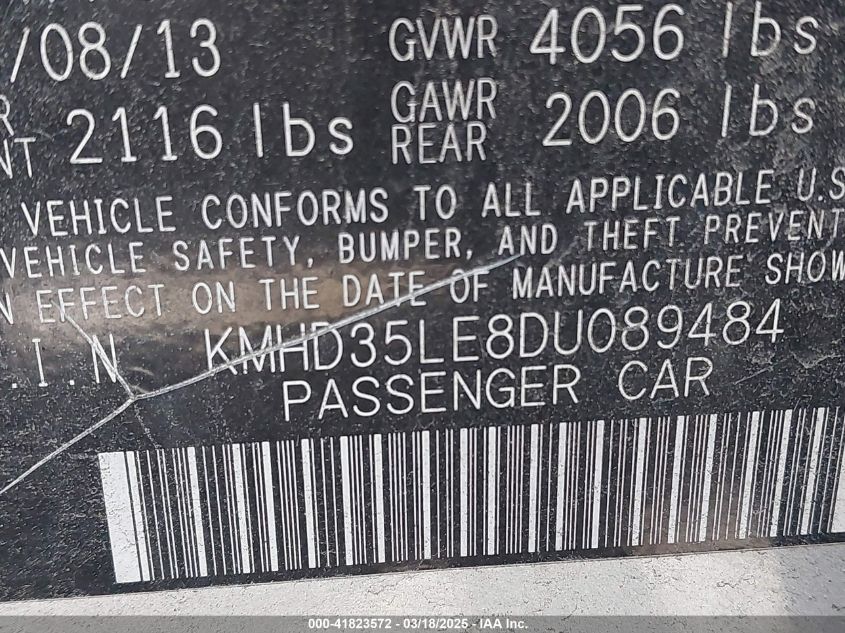 /08/13 GVWR 4056 lbs
2116 lbs GAWR REAR 2006 lbs
VEHICLE CONFORMS TO ALL APPLICABLE U.S
VEHICLE SAFETY, BUMPER, AND THEFT PREVENT
N EFFECT ON THE DATE OF MANUFACTURE SHOW
.I.N KMHD35LE8DU089484
PASSENGER CAR
000-41823572 - 03/18/2025 - IAA Inc.